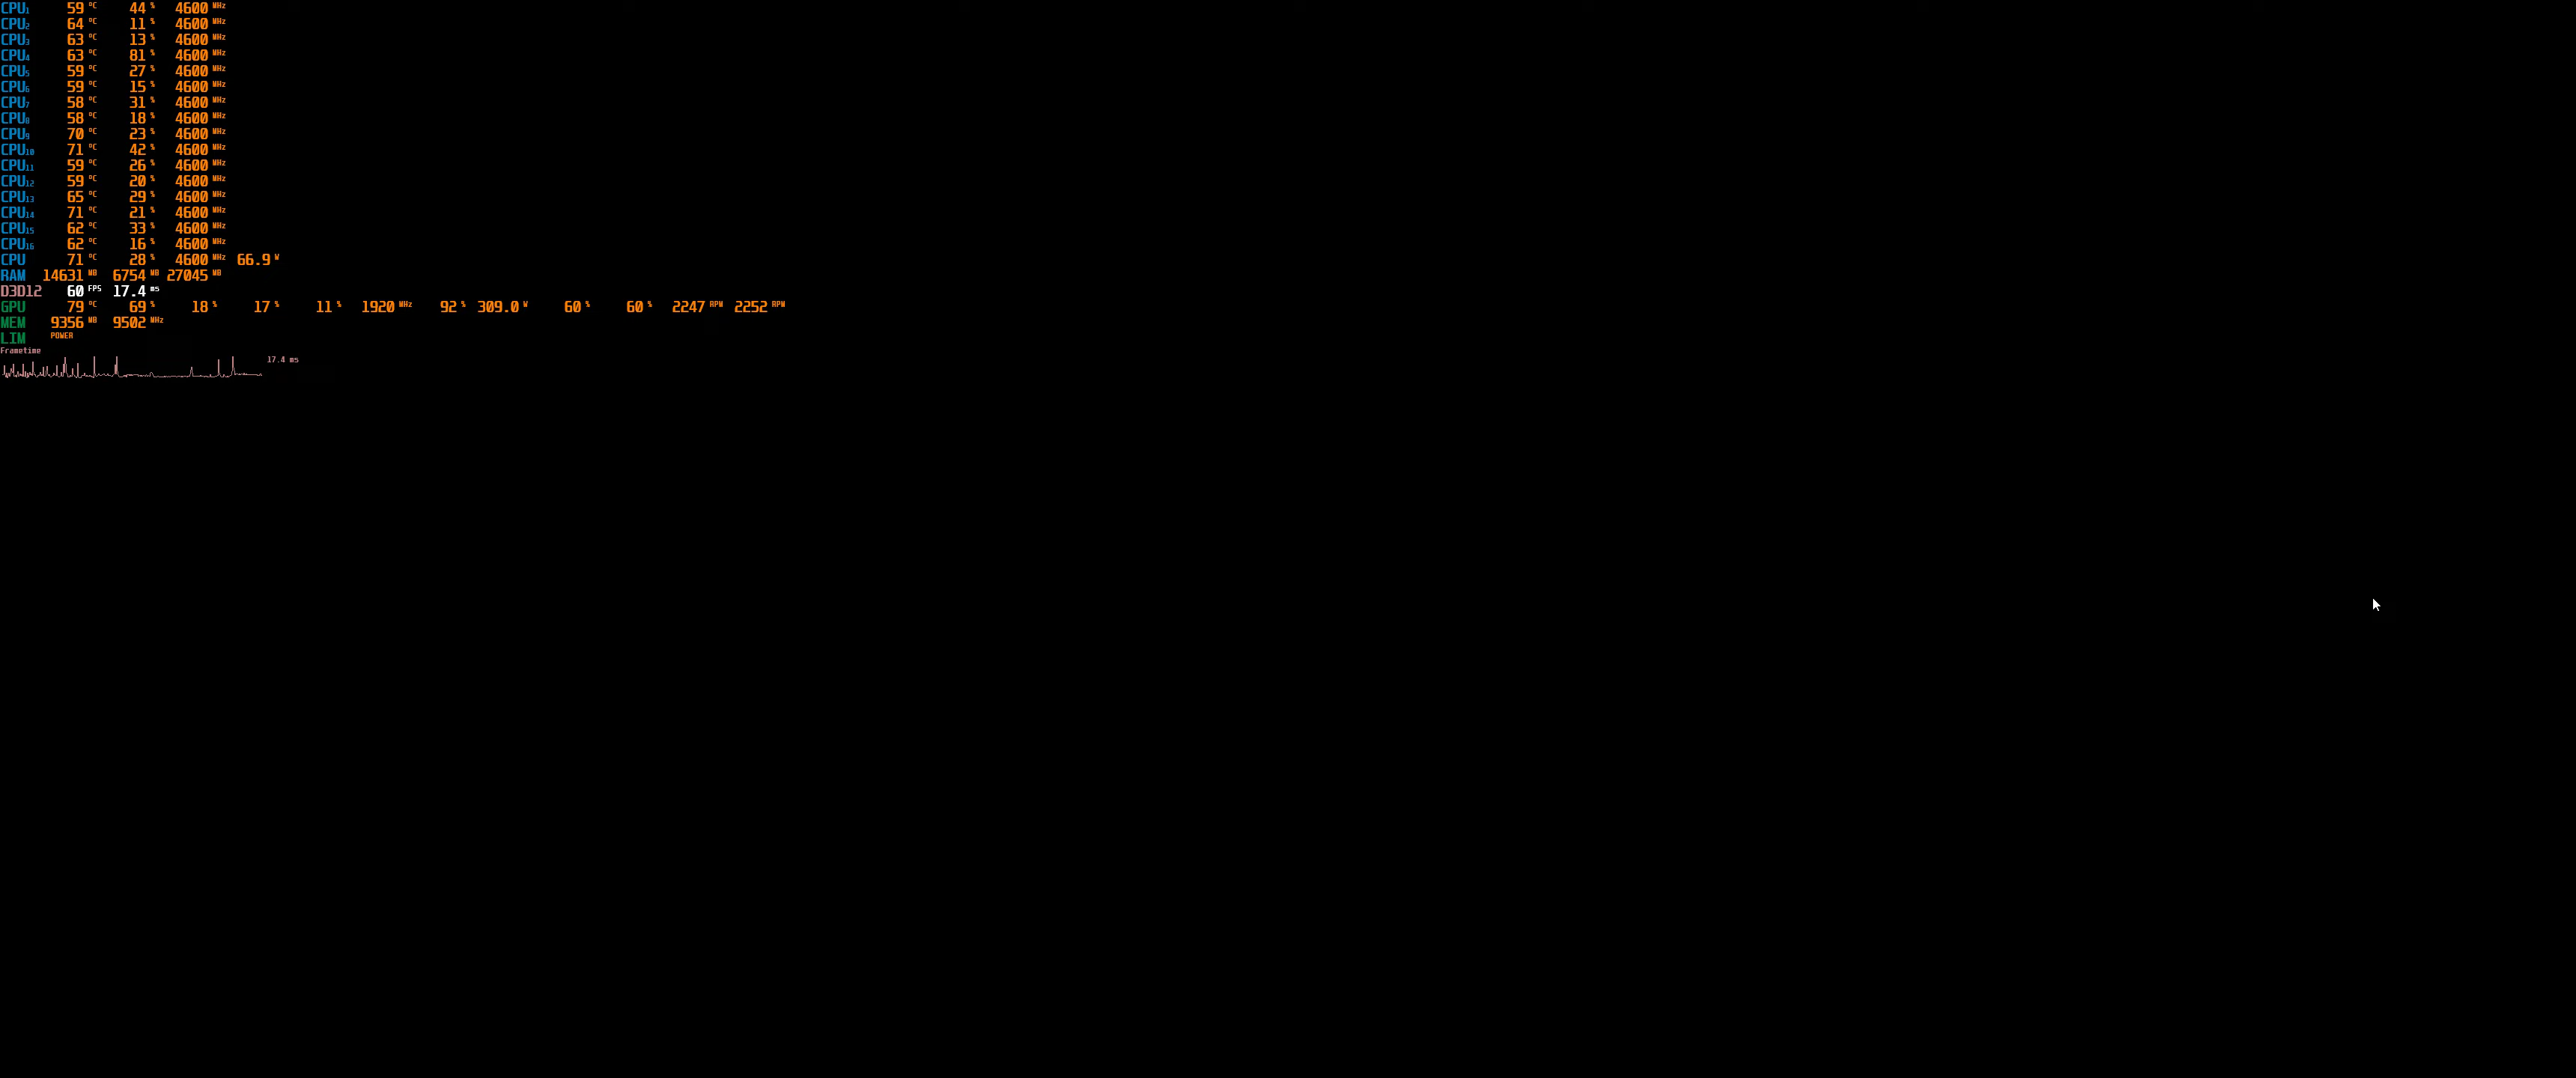 CPU1 59 °C 44 % 4600 MHz
CPU2 64 °C 11 % 4600 MHz
CPU3 63 °C 13 % 4600 MHz
CPU4 63 °C 81 % 4600 MHz
CPU5 59 °C 27 % 4600 MHz
CPU6 59 °C 15 % 4600 MHz
CPU7 58 °C 31 % 4600 MHz
CPU8 58 °C 18 % 4600 MHz
CPU9 70 °C 23 % 4600 MHz
CPU10 71 °C 42 % 4600 MHz
CPU11 59 °C 26 % 4600 MHz
CPU12 59 °C 20 % 4600 MHz
CPU13 65 °C 29 % 4600 MHz
CPU14 71 °C 21 % 4600 MHz
CPU15 62 °C 33 % 4600 MHz
CPU16 62 °C 16 % 4600 MHz
CPU 71 °C 28 % 4600 MHz 66.9 W
RAM 14631 MB 6754 MB 27045 MB
D3D12 60 FPS 17.4 ms
GPU 79 °C 69 % 18 % 17 % 11 % 1920 MHz 92 % 309.0 W 60 % 60 % 2247 RPM 2252 RPM
MEM 9356 MB 9502 MHz
LIM POWER
Frametime
17.4 ms